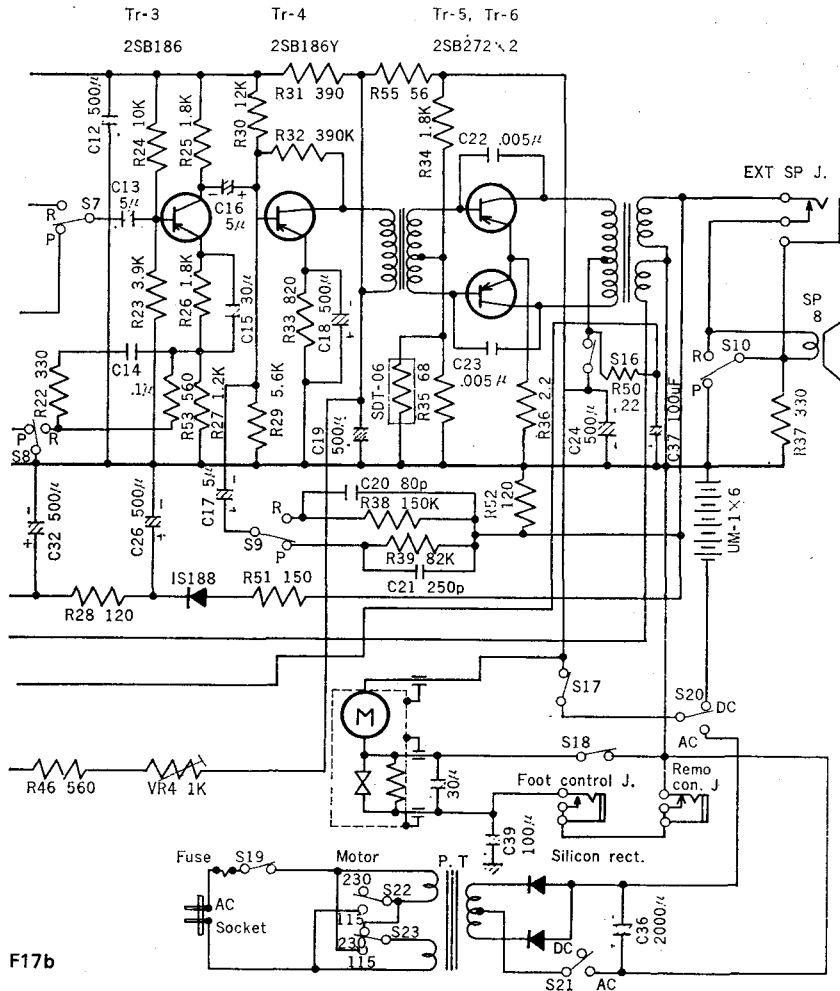 Tr-3 Tr-4 Tr-5, Tr-6
2SB186 2SB186Y 2SB272×2
R31 390
R55 56
C12 500μ
R24 10K
R25 1.8K
R30 12K
R32 390K
R34 1.8K
C22 .005μ
EXT SP J.
C13
5μ
R
S7
P
-
+
C16
5μ
R23 3.9K
R26 1.8K
C15 30μ
R33 820
C18 500μ
-
SP
8
R
S10
P
S16
R50
22
C23
.005μ
C14
.1μ
R22 330
R53 560
R27 1.2K
R29 5.6K
C19
500μ
SDT-06
R35 68
R36 2.2
C24
500μ
C37 100uF
R37 330
P
R
S8
C32 500μ
-
+
C26 500μ
-
C17 5μ
-
C20 80p
R
R38 150K
S9
P
R39 82K
C21 250p
R52
120
UM-1×6
IS188
R51 150
R28 120
M
S17
S20
DC
AC
S18
R46 560
VR4 1K
30μ
Foot control J.
Remo
con. J
C39
100μ
Silicon rect.
Fuse
S19
Motor
P.T
230
S22
115
230
S23
115
AC
Socket
C36
2000μ
DC
S21
AC
F17b